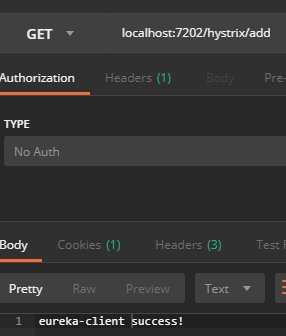 GET localhost:7202/hystrix/add
Authorization Headers (1) Body Pre-
TYPE
No Auth
Body Cookies (1) Headers (3) Test
Pretty Raw Preview Text
1 eureka-client success!